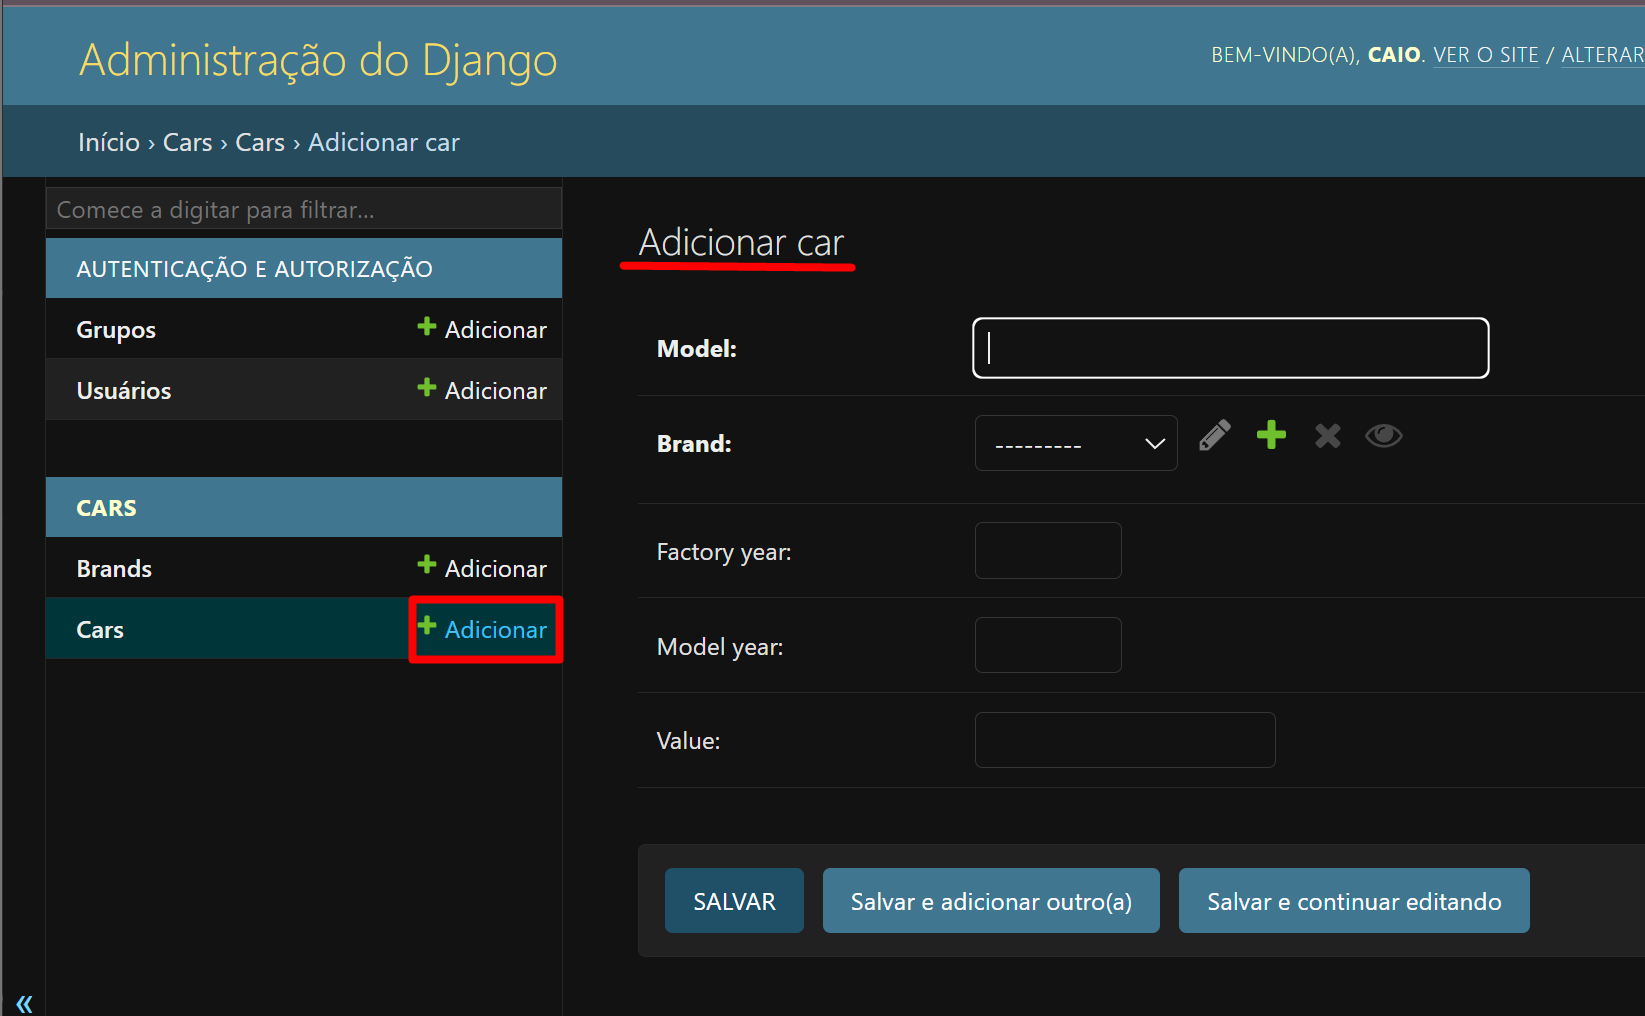 Administração do Django
BEM-VINDO(A), CAIO. VER O SITE / ALTERAR
Início › Cars › Cars › Adicionar car
Comece a digitar para filtrar...
AUTENTICAÇÃO E AUTORIZAÇÃO
Grupos
Adicionar
Usuários
Adicionar
CARS
Brands
Adicionar
Cars
Adicionar
Adicionar car
Model:
Brand:
---------
Factory year:
Model year:
Value:
SALVAR
Salvar e adicionar outro(a)
Salvar e continuar editando
«